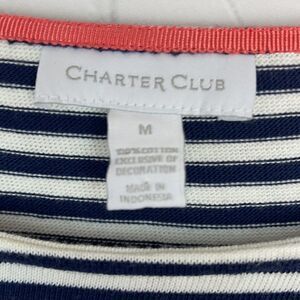 CHARTER CLUB
M
100% COTTON
EXCLUSIVE OF
DECORATION
MADE IN
INDONESIA